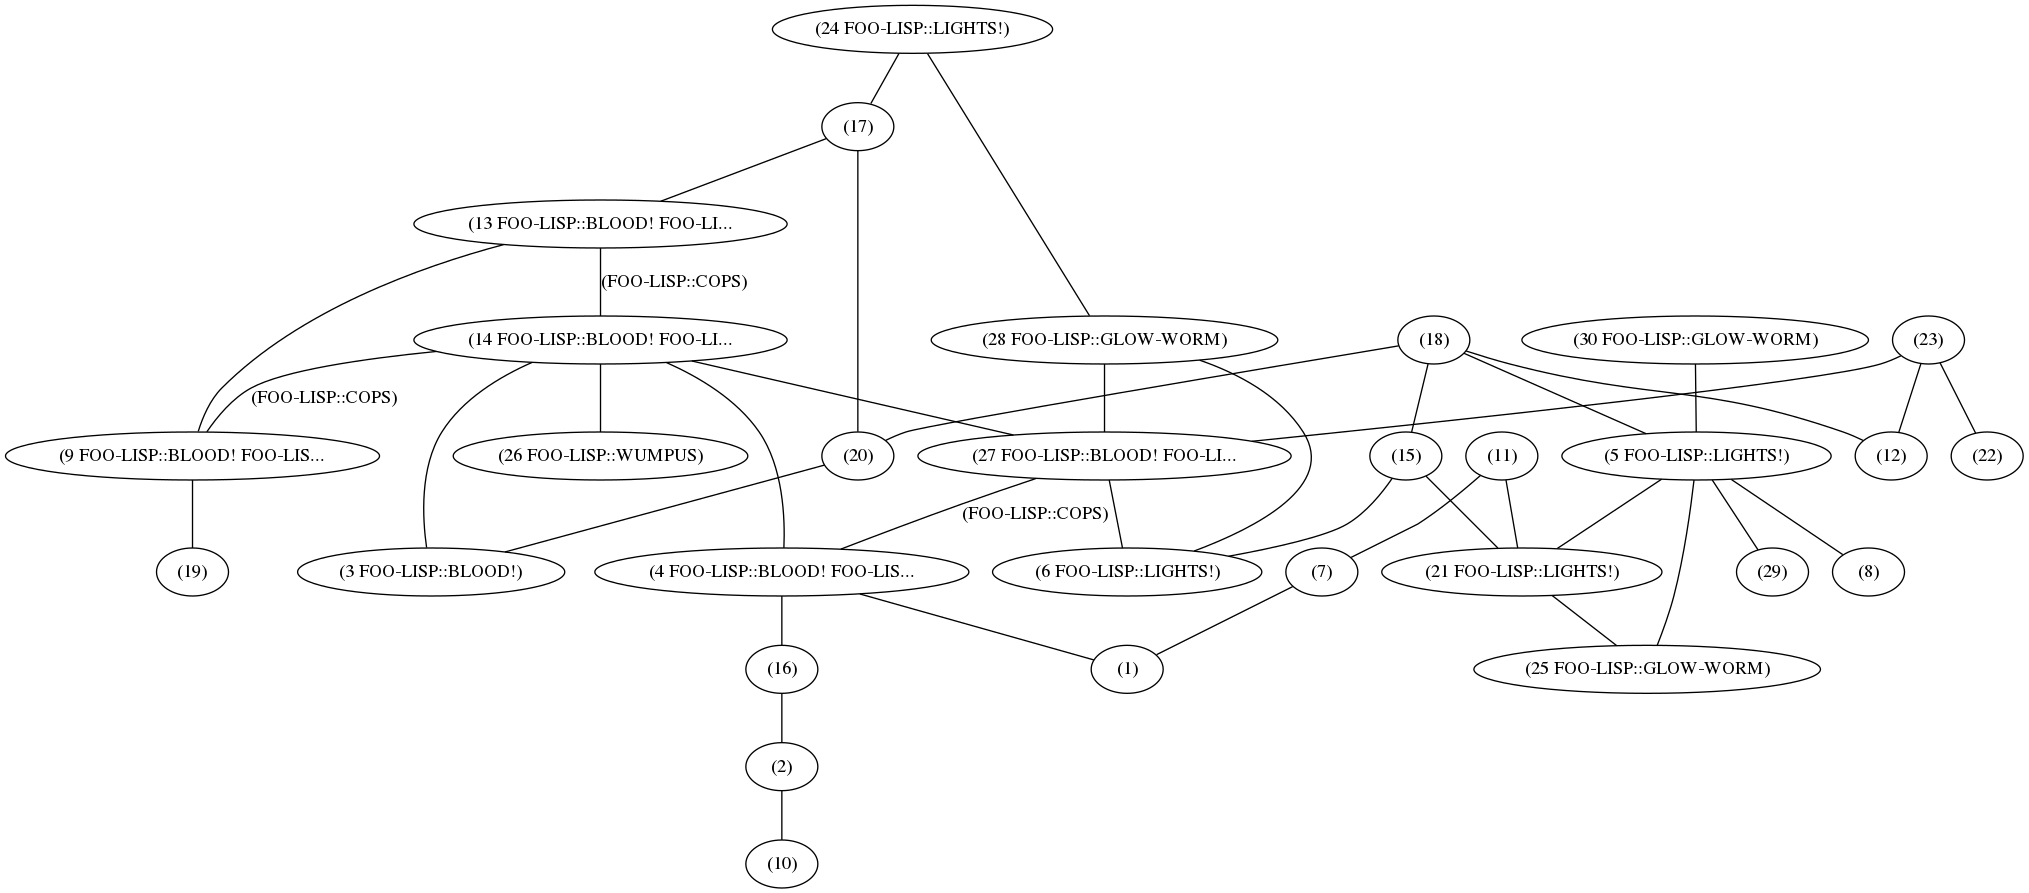 (24 FOO-LISP::LIGHTS!)
(17)
(13 FOO-LISP::BLOOD! FOO-LI...
(FOO-LISP::COPS)
(14 FOO-LISP::BLOOD! FOO-LI...
(28 FOO-LISP::GLOW-WORM)
(18)
(30 FOO-LISP::GLOW-WORM)
(23)
(FOO-LISP::COPS)
(9 FOO-LISP::BLOOD! FOO-LIS...
(26 FOO-LISP::WUMPUS)
(20)
(27 FOO-LISP::BLOOD! FOO-LI...
(15)
(11)
(5 FOO-LISP::LIGHTS!)
(12)
(22)
(FOO-LISP::COPS)
(19)
(3 FOO-LISP::BLOOD!)
(4 FOO-LISP::BLOOD! FOO-LIS...
(6 FOO-LISP::LIGHTS!)
(7)
(21 FOO-LISP::LIGHTS!)
(29)
(8)
(16)
(1)
(25 FOO-LISP::GLOW-WORM)
(2)
(10)